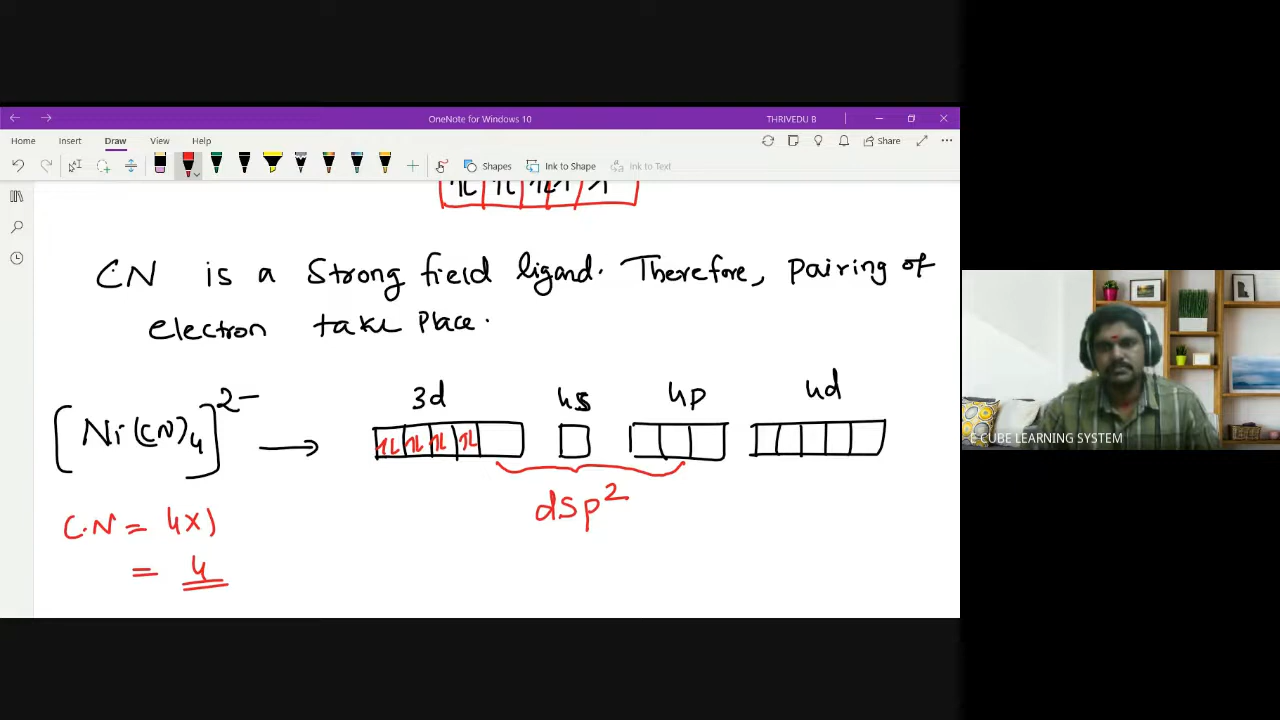 OneNote for Windows 10
THRIVEDU B
Home Insert Draw View Help
Share
Shapes Ink to Shape Ink to Text
CN is a Strong field ligand. Therefore, pairing of
electron take place.
3d 4s 4p 4d
[Ni(CN)4]2- →
dsp2
C.N = 4x1
= 4
E CUBE LEARNING SYSTEM